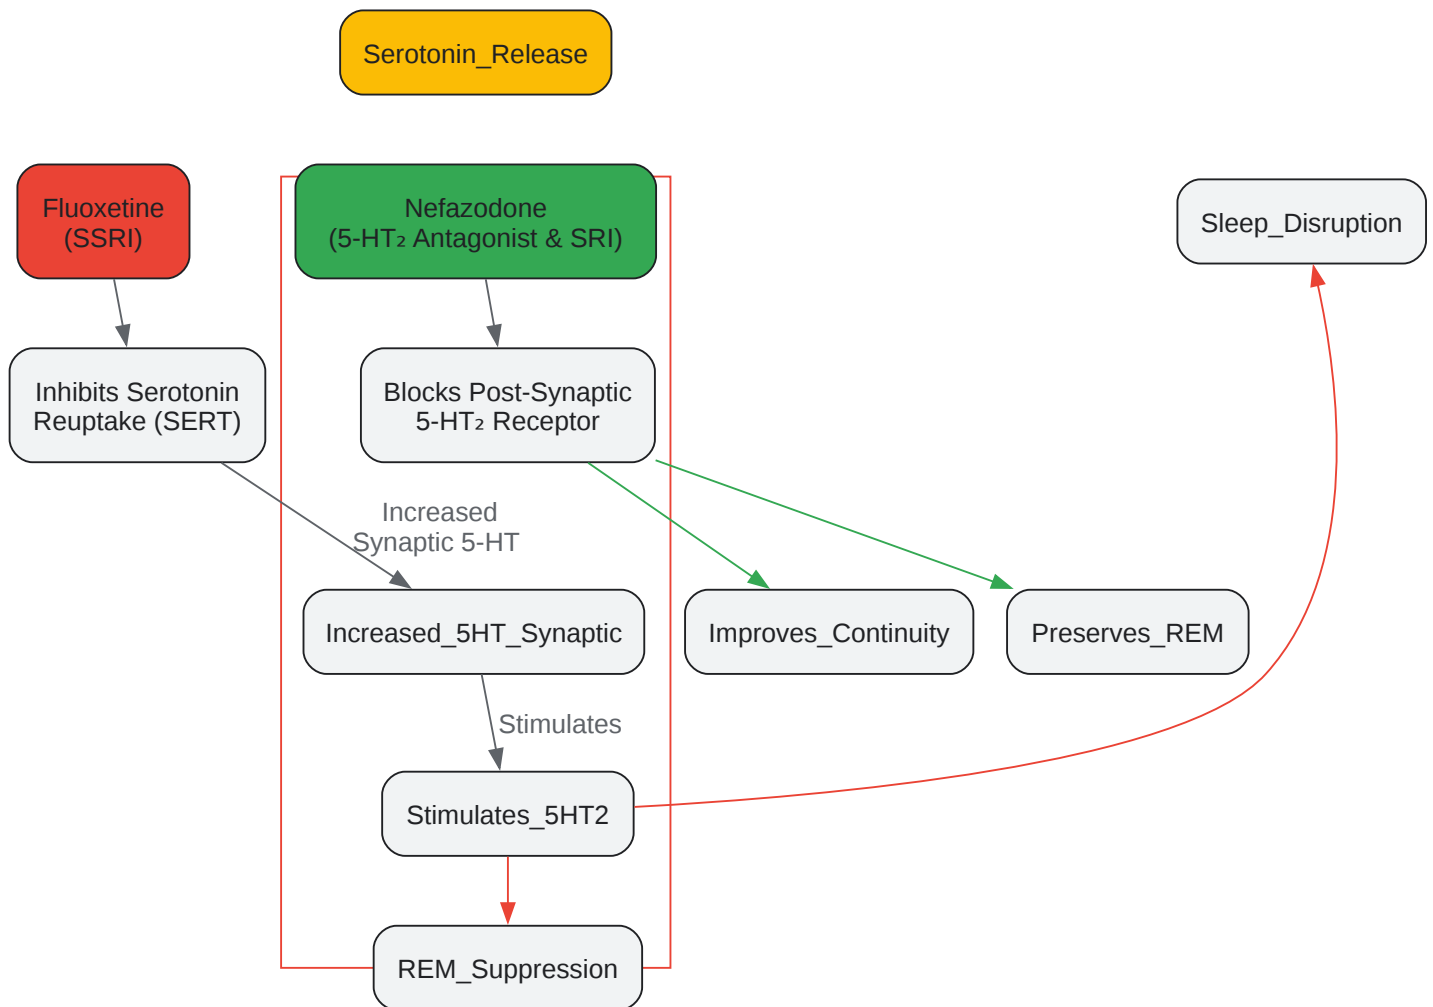 Serotonin_Release
Fluoxetine
(SSRI)
Nefazodone
(5-HT₂ Antagonist & SRI)
Sleep_Disruption
Inhibits Serotonin
Reuptake (SERT)
Blocks Post-Synaptic
5-HT₂ Receptor
Increased
Synaptic 5-HT
Increased_5HT_Synaptic
Improves_Continuity
Preserves_REM
Stimulates
Stimulates_5HT2
REM_Suppression